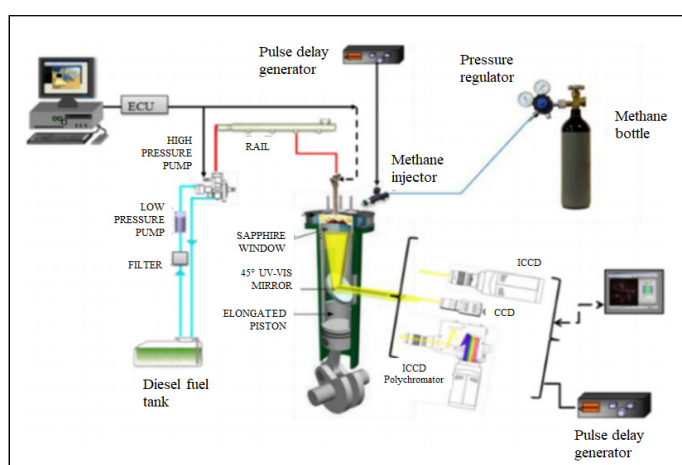 Pulse delay
generator
Pressure
regulator
ECU
HIGH
PRESSURE
PUMP
RAIL
Methane
injector
Methane
bottle
LOW
PRESSURE
PUMP
SAPPHIRE
WINDOW
FILTER
45° UV-VIS
MIRROR
ICCD
CCD
ELONGATED
PISTON
ICCD
Polychromator
Diesel fuel
tank
Pulse delay
generator